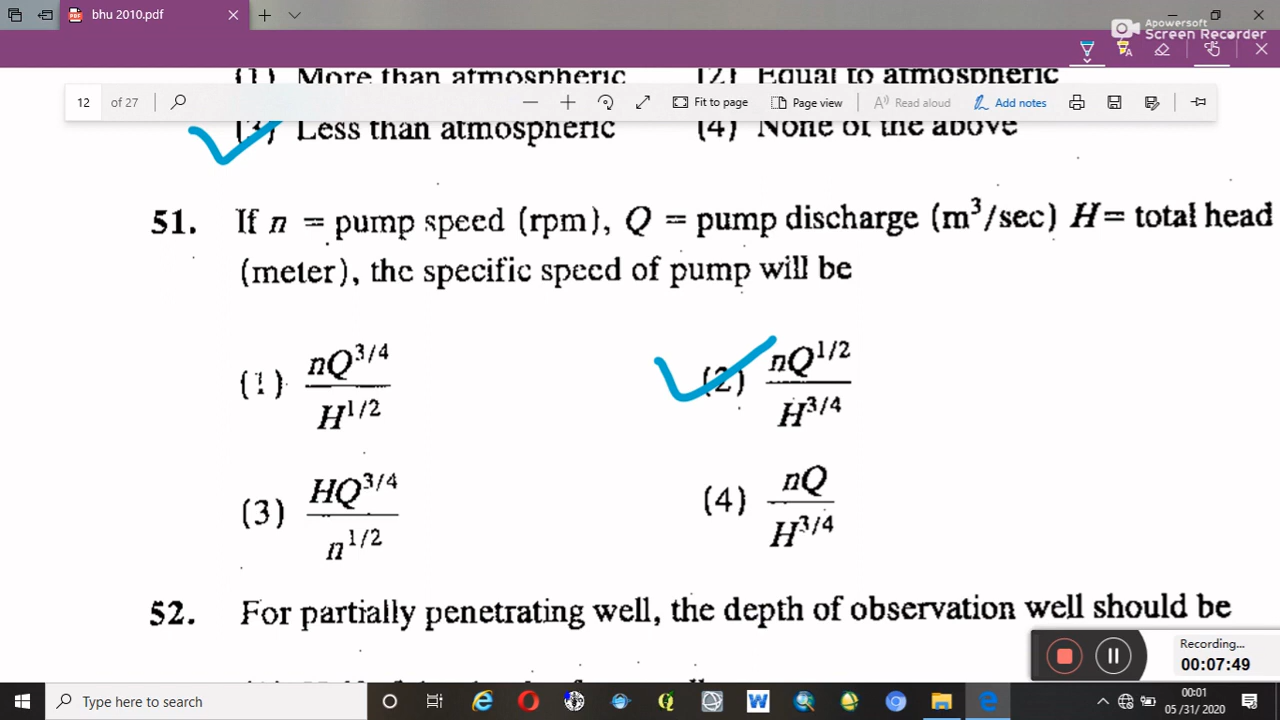 bhu 2010.pdf
Apowersoft
Screen Recorder
(1) More than atmospheric (2) Equal to atmospheric
12 of 27 Fit to page Page view Read aloud Add notes
(3) Less than atmospheric (4) None of the above
51. If n = pump speed (rpm), Q = pump discharge (m³/sec) H = total head
(meter), the specific speed of pump will be
(1) nQ^3/4 / H^1/2 (2) nQ^1/2 / H^3/4
(3) HQ^3/4 / n^1/2 (4) nQ / H^3/4
52. For partially penetrating well, the depth of observation well should be
Recording...
00:07:49
Type here to search
00:01
05/31/2020